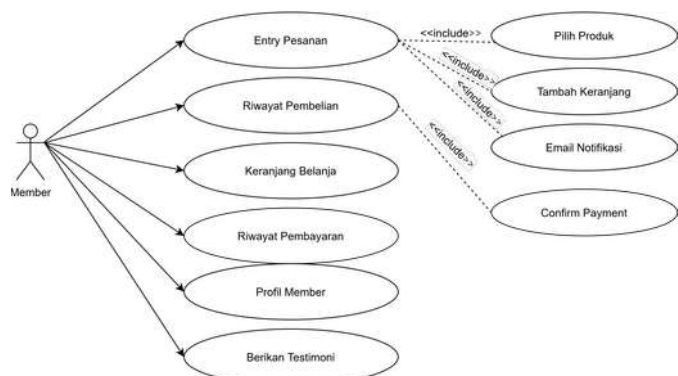 Entry Pesanan
<<include>>
Pilih Produk
<<include>>
Tambah Keranjang
<<include>>
Email Notifikasi
Riwayat Pembelian
<<include>>
Confirm Payment
Member
Keranjang Belanja
Riwayat Pembayaran
Profil Member
Berikan Testimoni